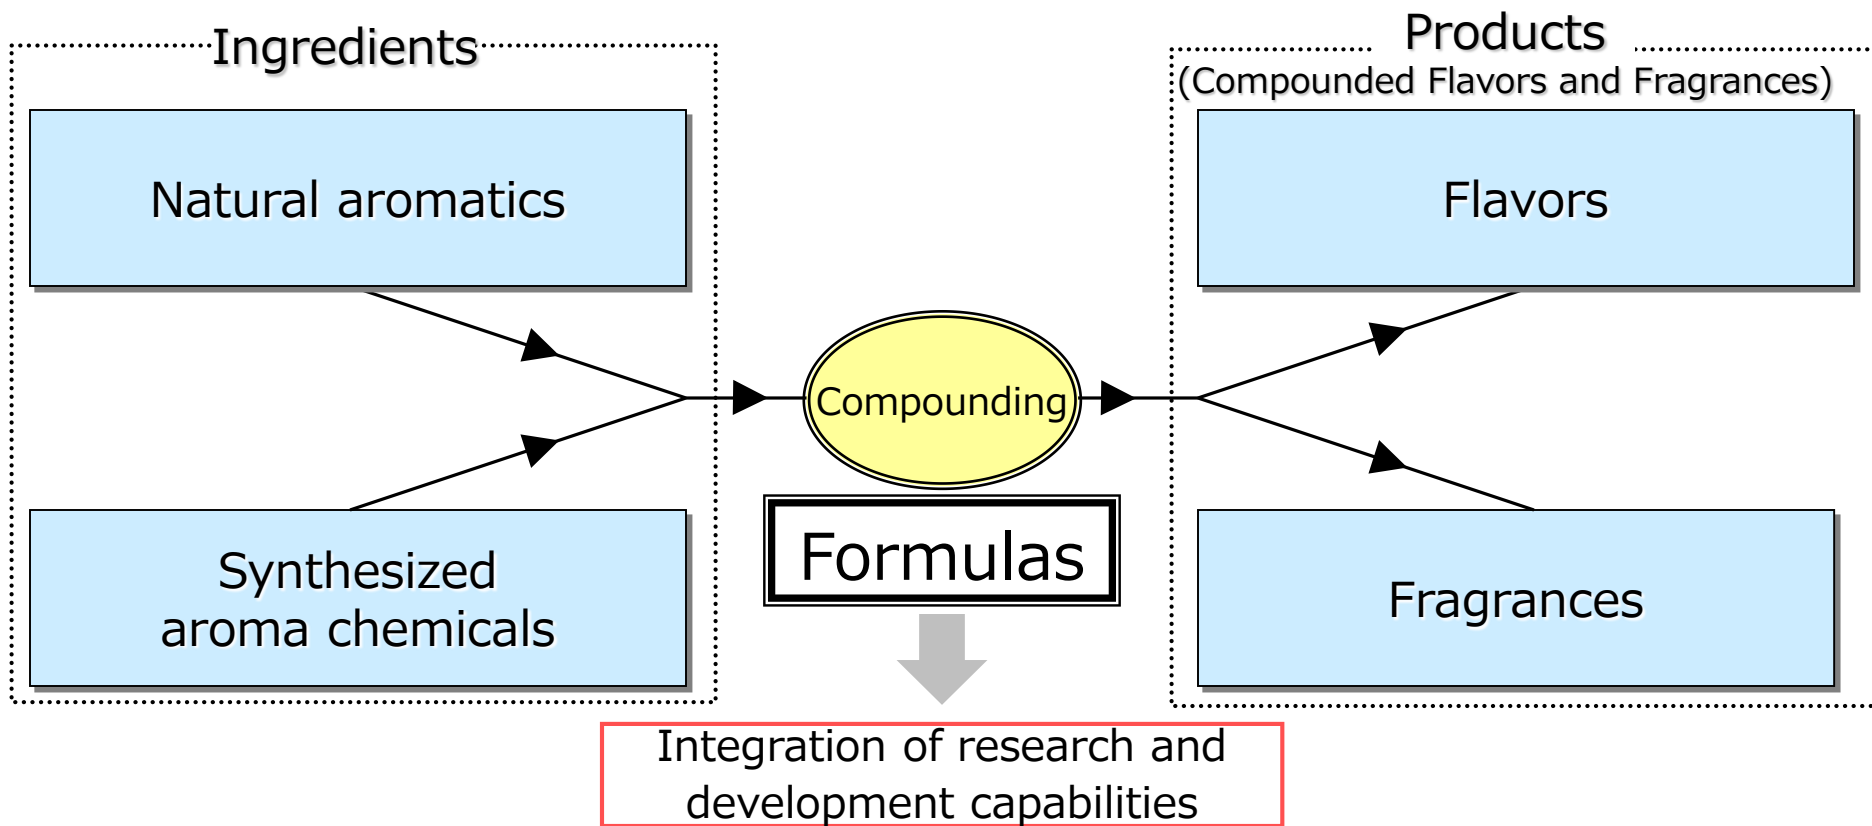 Ingredients
Natural aromatics
Synthesized
aroma chemicals
Compounding
Formulas
Integration of research and
development capabilities
Products
(Compounded Flavors and Fragrances)
Flavors
Fragrances